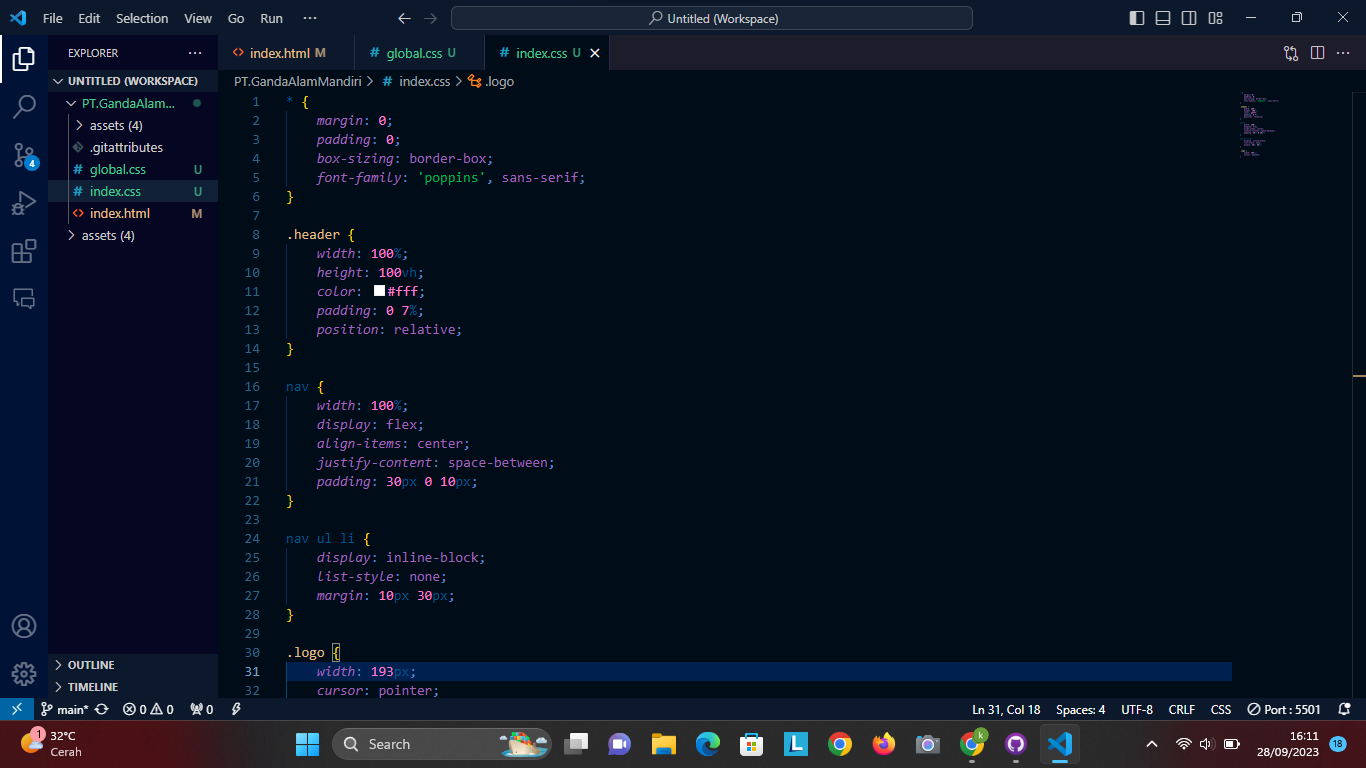 File Edit Selection View Go Run ··· Untitled (Workspace)
EXPLORER ···
UNTITLED (WORKSPACE)
PT.GandaAlam...
assets (4)
.gitattributes
global.css U
index.css U
index.html M
assets (4)
OUTLINE
TIMELINE
4
index.html M # global.css U # index.css U
PT.GandaAlamMandiri > # index.css > .logo
1 * {
2 margin: 0;
3 padding: 0;
4 box-sizing: border-box;
5 font-family: 'poppins', sans-serif;
6 }
7
8 .header {
9 width: 100%;
10 height: 100vh;
11 color: #fff;
12 padding: 0 7%;
13 position: relative;
14 }
15
16 nav {
17 width: 100%;
18 display: flex;
19 align-items: center;
20 justify-content: space-between;
21 padding: 30px 0 10px;
22 }
23
24 nav ul li {
25 display: inline-block;
26 list-style: none;
27 margin: 10px 30px;
28 }
29
30 .logo {
31 width: 193px;
32 cursor: pointer;
main* 0 0 0 Ln 31, Col 18 Spaces: 4 UTF-8 CRLF CSS Port : 5501
1 32°C
Cerah
Search
L
k
16:11
28/09/2023
18